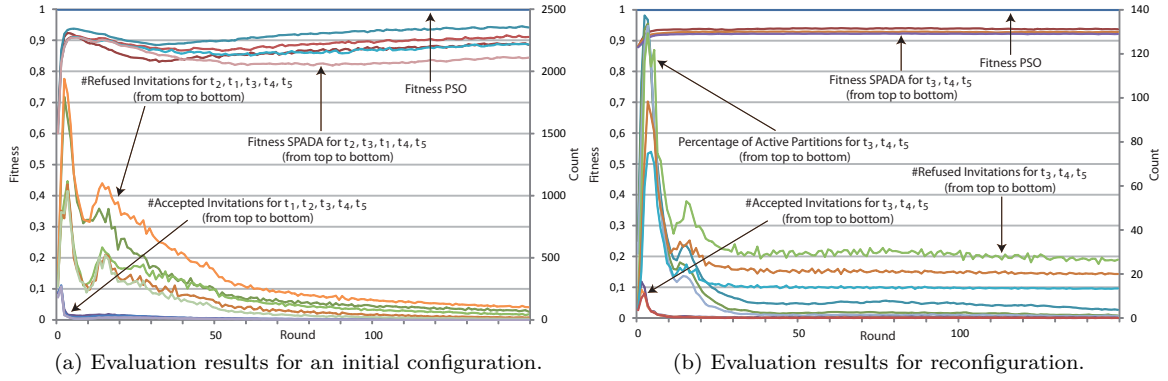 1
0,9
0,8
0,7
0,6
0,5
0,4
0,3
0,2
0,1
0
Fitness
2500
2000
1500
1000
500
0
Count
0
50
100
Round
Fitness PSO
#Refused Invitations for t2, t1, t3, t4, t5
(from top to bottom)
Fitness SPADA for t2, t3, t1, t4, t5
(from top to bottom)
#Accepted Invitations for t1, t2, t3, t4, t5
(from top to bottom)
(a) Evaluation results for an initial configuration.
1
0,9
0,8
0,7
0,6
0,5
0,4
0,3
0,2
0,1
0
Fitness
140
120
100
80
60
40
20
0
Count
0
50
100
Round
Fitness PSO
Fitness SPADA for t3, t4, t5
(from top to bottom)
Percentage of Active Partitions for t3, t4, t5
(from top to bottom)
#Refused Invitations for t3, t4, t5
(from top to bottom)
#Accepted Invitations for t3, t4, t5
(from top to bottom)
(b) Evaluation results for reconfiguration.